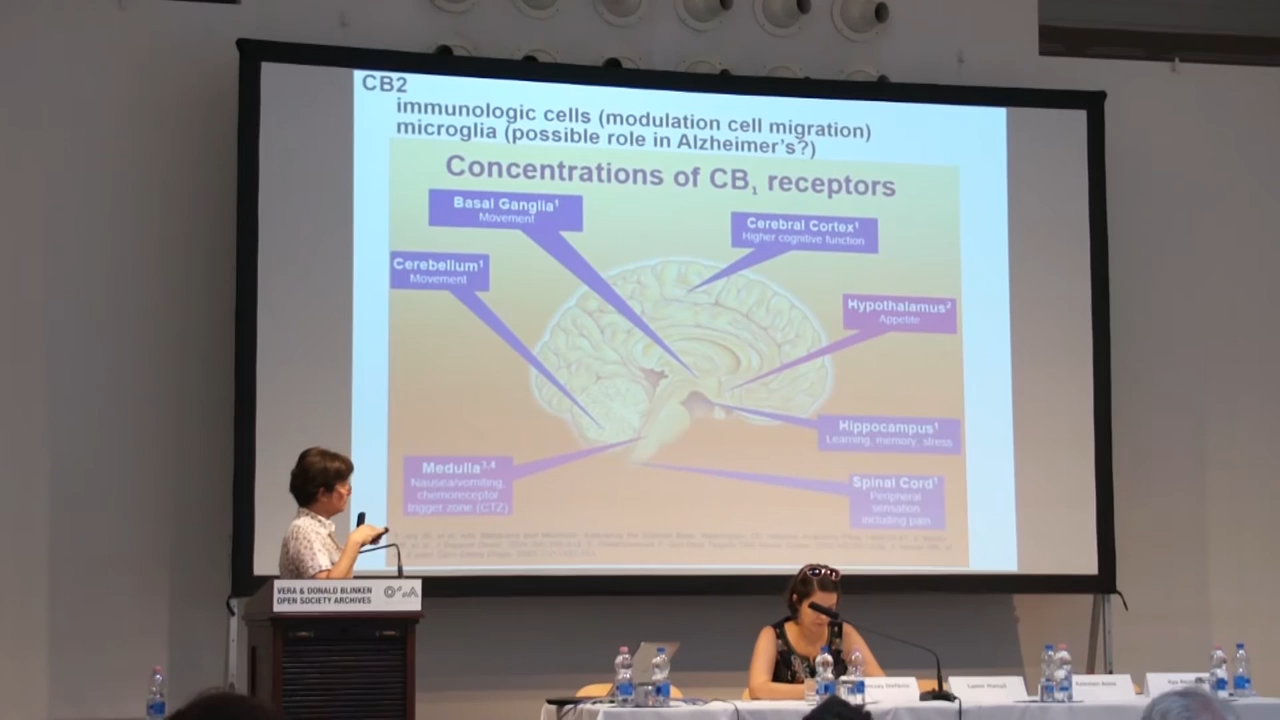 CB2
immunologic cells (modulation cell migration)
microglia (possible role in Alzheimer's?)
Concentrations of CB₁ receptors
Basal Ganglia¹
Movement
Cerebral Cortex¹
Higher cognitive function
Cerebellum¹
Movement
Hypothalamus²
Appetite
Hippocampus¹
Learning, memory, stress
Medulla³,⁴
Nausea/vomiting,
chemoreceptor
trigger zone (CTZ)
Spinal Cord¹
Peripheral
sensation
including pain
VERA & DONALD BLINKEN
OPEN SOCIETY ARCHIVES